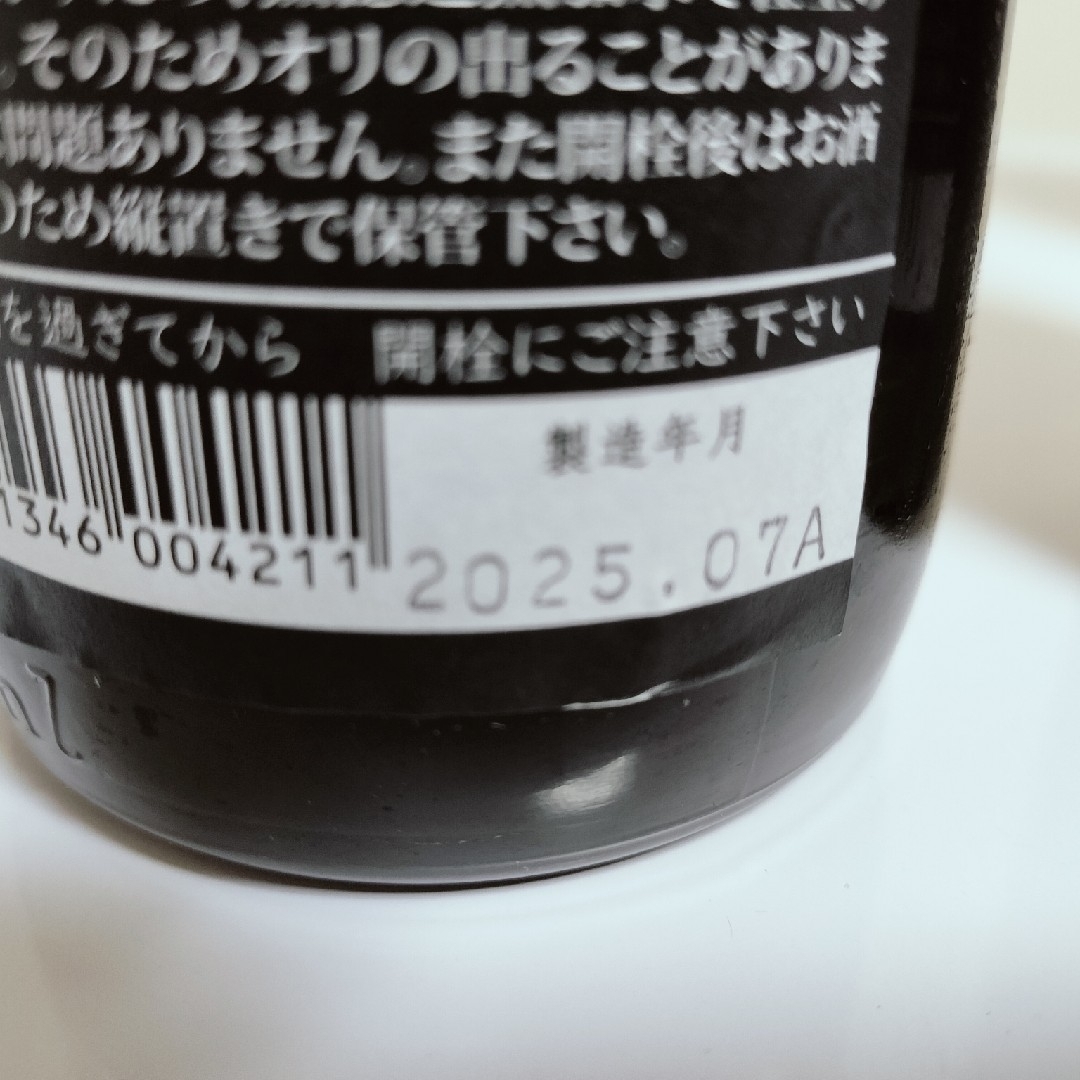 そのためオリの出ることがありま
問題ありません。また開栓後はお酒
ため縦置きで保管下さい。
を過ぎてから 開栓にご注意下さい
製造年月
1346 004211
2025.07A
ml